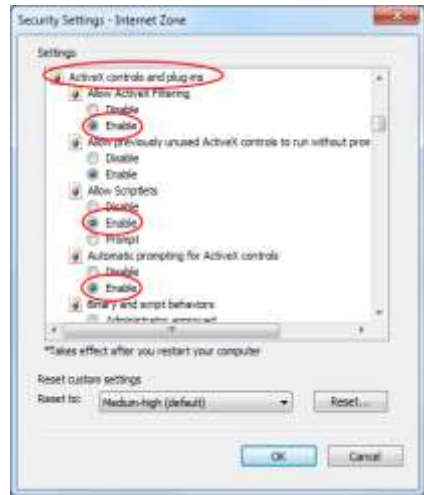 Security Settings - Internet Zone
Settings
ActiveX controls and plug-ins
Allow ActiveX Filtering
Disable
Enable
Allow previously unused ActiveX controls to run without prom
Disable
Enable
Allow Scriptlets
Disable
Enable
Prompt
Automatic prompting for ActiveX controls
Disable
Enable
Binary and script behaviors
Administrator approved
*Takes effect after you restart your computer
Reset custom settings
Reset to:
Medium-high (default)
Reset...
OK
Cancel